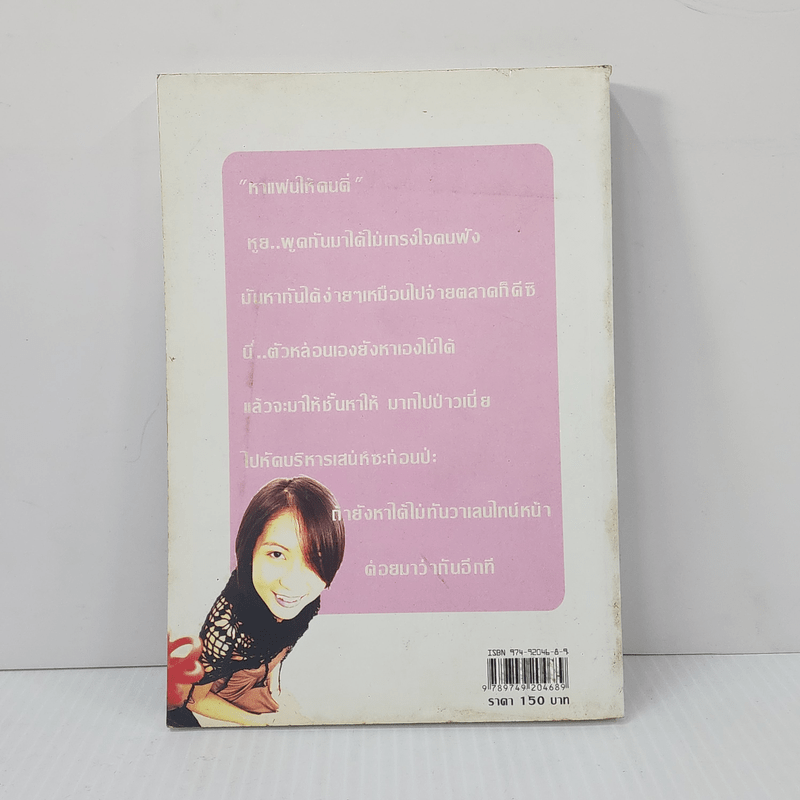 "หาแฟนให้คนดิ่"
หูย..พูดกันมาได้ไม่เกรงใจคนฟัง
มันหากันได้ง่ายๆเหมือนไปจ่ายตลาดก็ดีซิ
นี่..ตัวหล่อนเองยังหาเองไม่ได้
แล้วจะมาให้ชั้นหาให้ มากไปป่าวเนี่ย
ไปหัดบริหารเสน่ห์ซะก่อนป่ะ
ถ้ายังหาได้ไม่ทันวาเลนไทน์หน้า
ค่อยมาว่ากันอีกที
ISBN 974-92046-8-9
9 789749 204689
ราคา 150 บาท